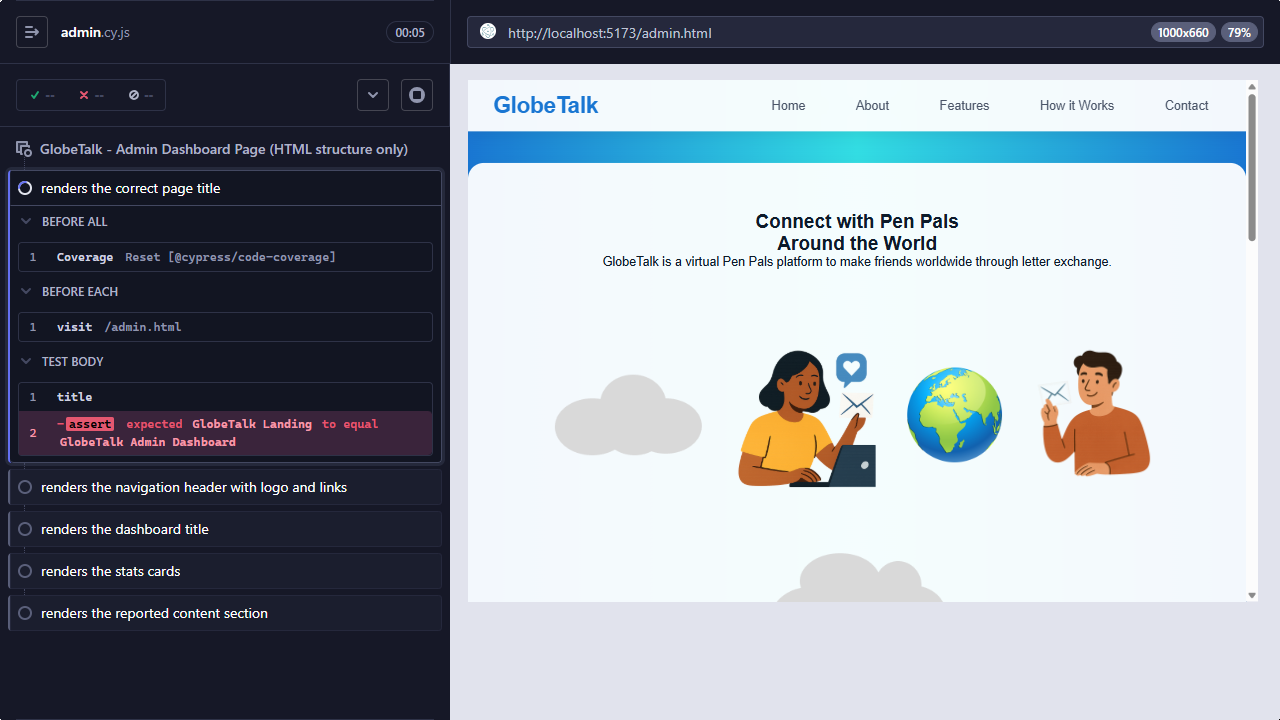 admin.cy.js
00:05
--
--
--
GlobeTalk - Admin Dashboard Page (HTML structure only)
renders the correct page title
BEFORE ALL
1 Coverage Reset [@cypress/code-coverage]
BEFORE EACH
1 visit /admin.html
TEST BODY
1 title
2 -assert expected GlobeTalk Landing to equal
GlobeTalk Admin Dashboard
renders the navigation header with logo and links
renders the dashboard title
renders the stats cards
renders the reported content section
http://localhost:5173/admin.html
1000x660
79%
GlobeTalk
Home
About
Features
How it Works
Contact
Connect with Pen Pals
Around the World
GlobeTalk is a virtual Pen Pals platform to make friends worldwide through letter exchange.